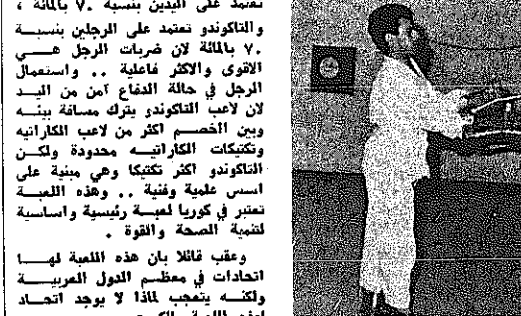 تعتمد على اليدين بنسبة ٧٠ بالمائة ،
والتاكوندو تعتمد على الرجلين بنسبة
٧٠ بالمائة لان ضربات الرجل هي
الاقوى والاكثر فاعلية .. واستعمال
الرجل في حالة الدفاع آمن من اليد
لان لاعب التاكوندو يترك مسافة بينه
وبين الخصم اكثر من لاعب الكاراتيه
وتكتيكات الكاراتيه محدودة ولكن
التاكوندو اكثر تكتيكا وهي مبنية على
اسس علمية وفنية .. وهذه اللعبة
تعتبر في كوريا لعبة رئيسية واساسية
لتنمية الصحة والقوة .
وعقب قائلا بان هذه اللعبة لها
اتحادات في معظم الدول العربية
ولكنه يتعجب لماذا لا يوجد اتحاد